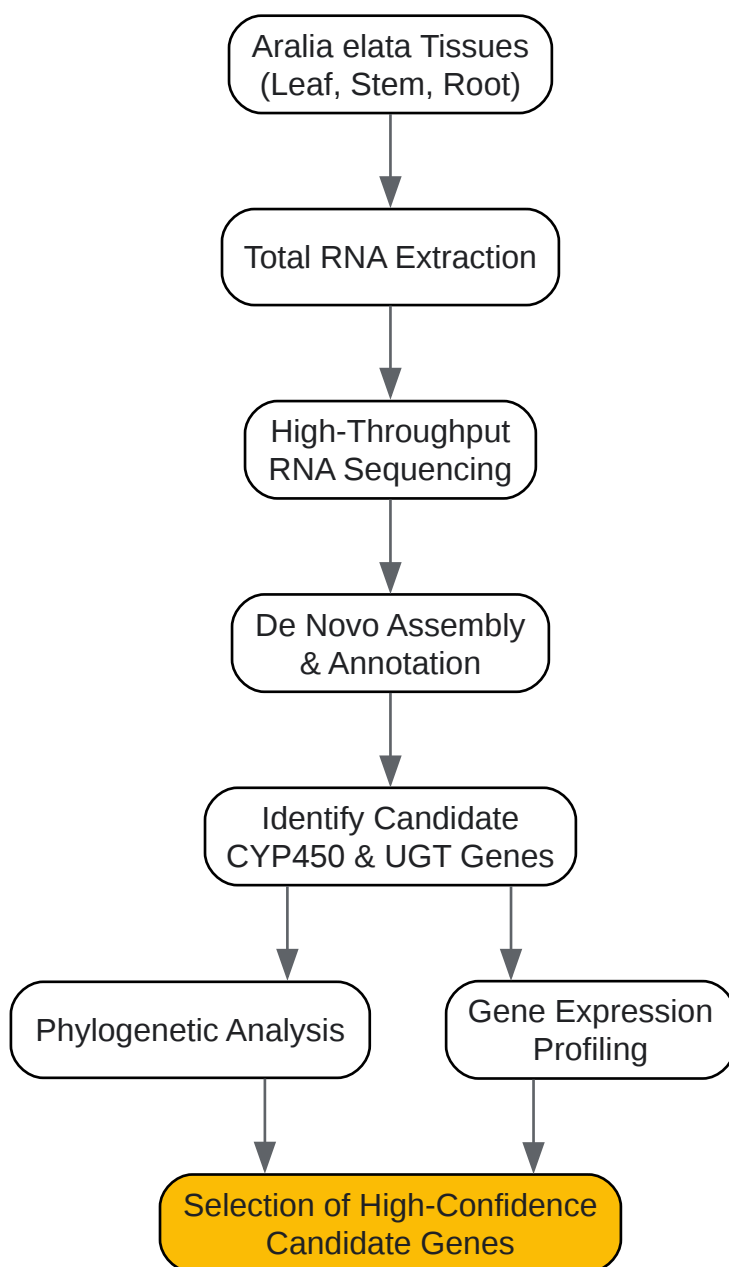 Aralia elata Tissues
(Leaf, Stem, Root)
Total RNA Extraction
High-Throughput
RNA Sequencing
De Novo Assembly
& Annotation
Identify Candidate
CYP450 & UGT Genes
Phylogenetic Analysis
Gene Expression
Profiling
Selection of High-Confidence
Candidate Genes